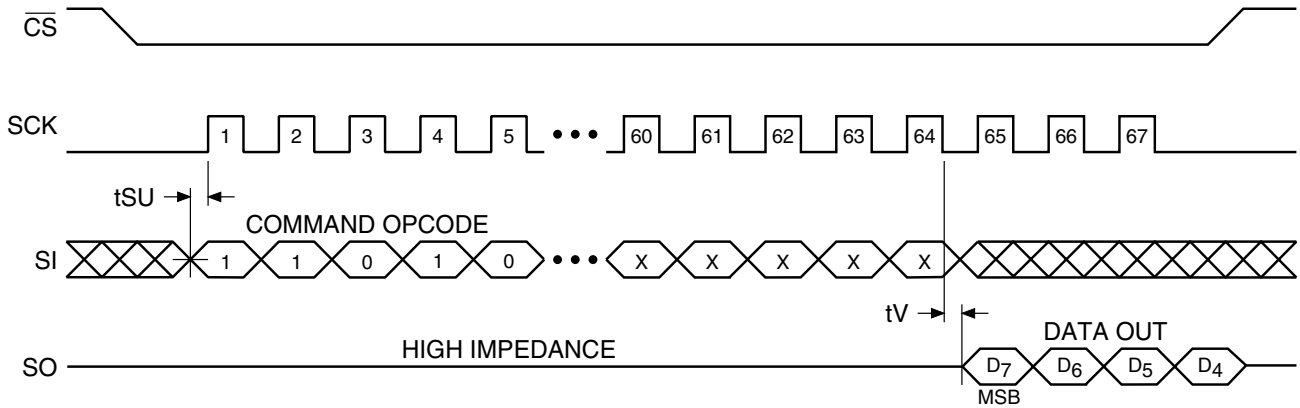 CS
SCK 1 2 3 4 5 ••• 60 61 62 63 64 65 66 67
tSU
COMMAND OPCODE
SI 1 1 0 1 0 ••• X X X X X
tV
HIGH IMPEDANCE DATA OUT
SO D7 D6 D5 D4
MSB